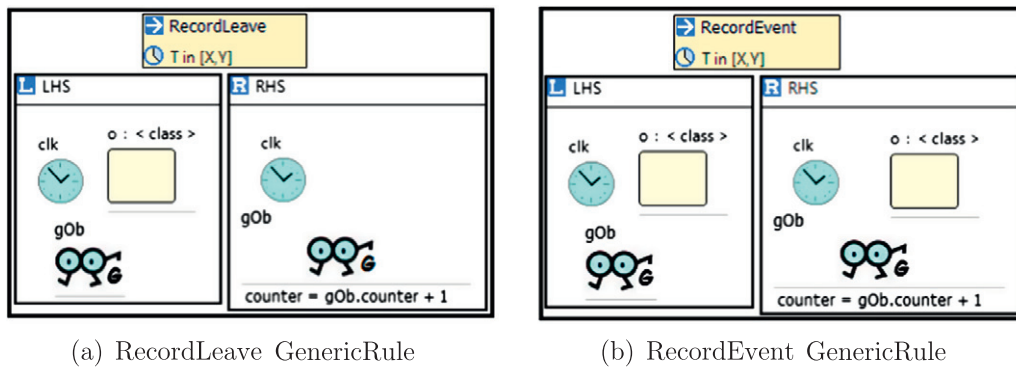 RecordLeave
T in [X,Y]
L LHS
R RHS
clk
o : < class >
clk
gOb
gOb
G
G
counter = gOb.counter + 1
(a) RecordLeave GenericRule
RecordEvent
T in [X,Y]
L LHS
R RHS
clk
o : < class >
clk
o : < class >
gOb
gOb
G
G
counter = gOb.counter + 1
(b) RecordEvent GenericRule